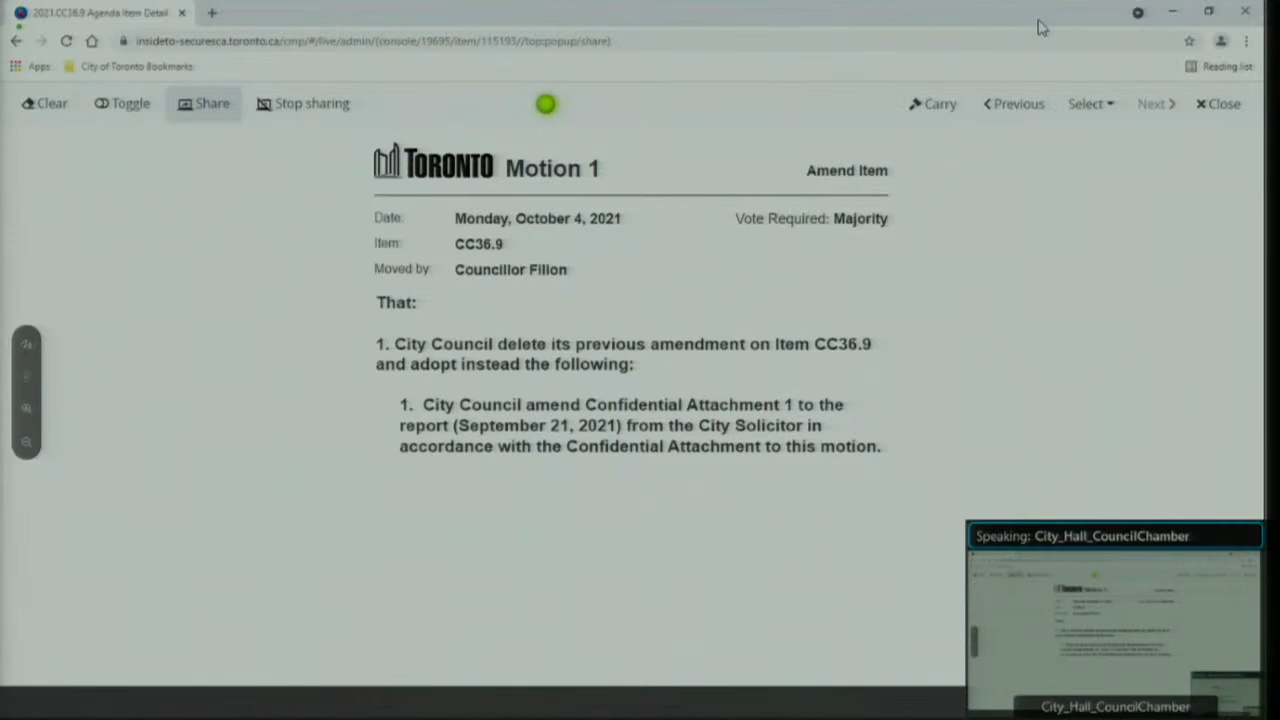 2021.CC36.9 Agenda Item Detail
insideto-securesca.toronto.ca/cmp/#/live/admin/(console/19695/item/115193//top:popup/share)
Apps City of Toronto Bookmarks Reading list
Clear Toggle Share Stop sharing Carry Previous Select Next Close
TORONTO Motion 1 Amend Item
Date: Monday, October 4, 2021 Vote Required: Majority
Item: CC36.9
Moved by: Councillor Filion
That:
1. City Council delete its previous amendment on Item CC36.9
and adopt instead the following:
1. City Council amend Confidential Attachment 1 to the
report (September 21, 2021) from the City Solicitor in
accordance with the Confidential Attachment to this motion.
Speaking: City_Hall_CouncilChamber
TORONTO Motion 1
City_Hall_CouncilChamber